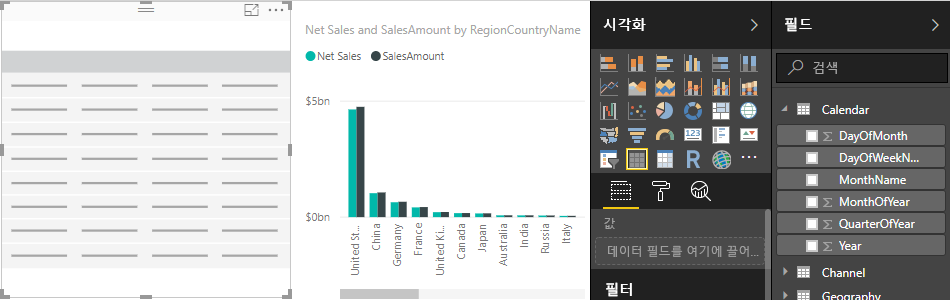 Net Sales and SalesAmount by RegionCountryName
Net Sales SalesAmount
$5bn
$0bn
United St...
China
Germany
France
United Ki...
Canada
Japan
Australia
India
Russia
Italy
시각화
123
R
값
데이터 필드를 여기에 끌어...
필터
필드
검색
Calendar
DayOfMonth
DayOfWeekN...
MonthName
MonthOfYear
QuarterOfYear
Year
Channel
Geography